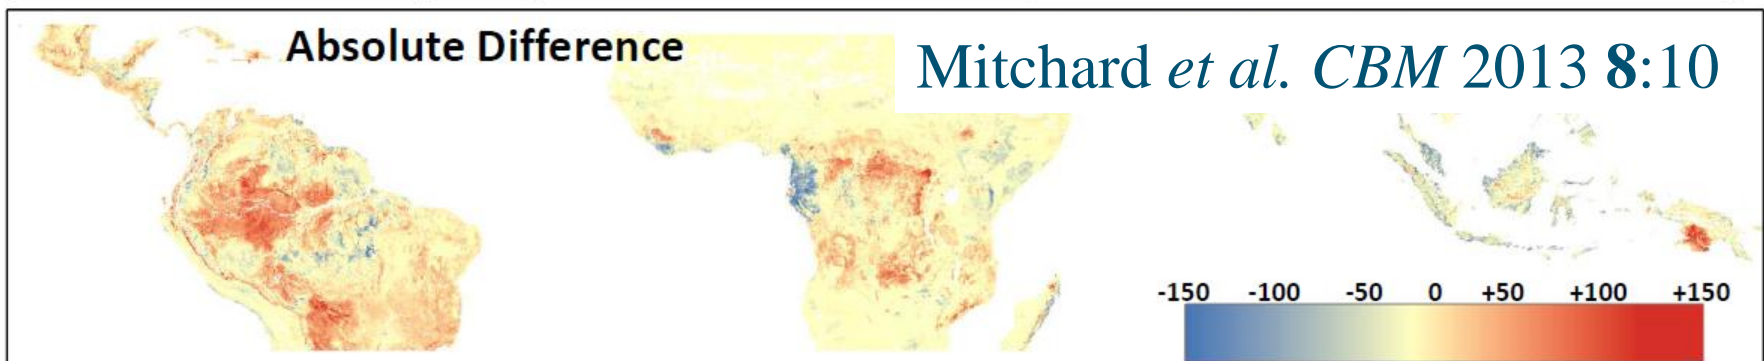 Absolute Difference
Mitchard et al. CBM 2013 8:10
-150 -100 -50 0 +50 +100 +150